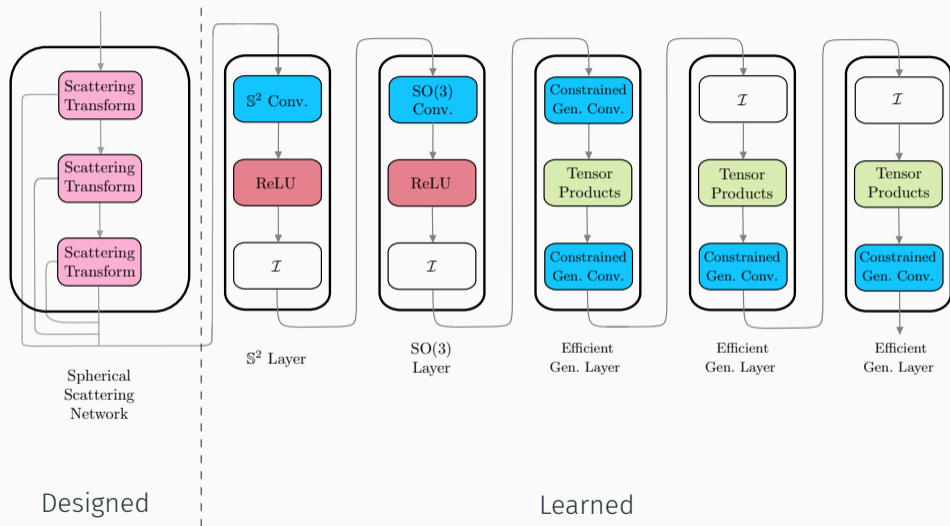 Scattering
Transform
Scattering
Transform
Scattering
Transform
Spherical
Scattering
Network
Designed
𝕊² Conv.
ReLU
ℐ
𝕊² Layer
SO(3)
Conv.
ReLU
ℐ
SO(3)
Layer
Constrained
Gen. Conv.
Tensor
Products
Constrained
Gen. Conv.
Efficient
Gen. Layer
ℐ
Tensor
Products
Constrained
Gen. Conv.
Efficient
Gen. Layer
ℐ
Tensor
Products
Constrained
Gen. Conv.
Efficient
Gen. Layer
Learned